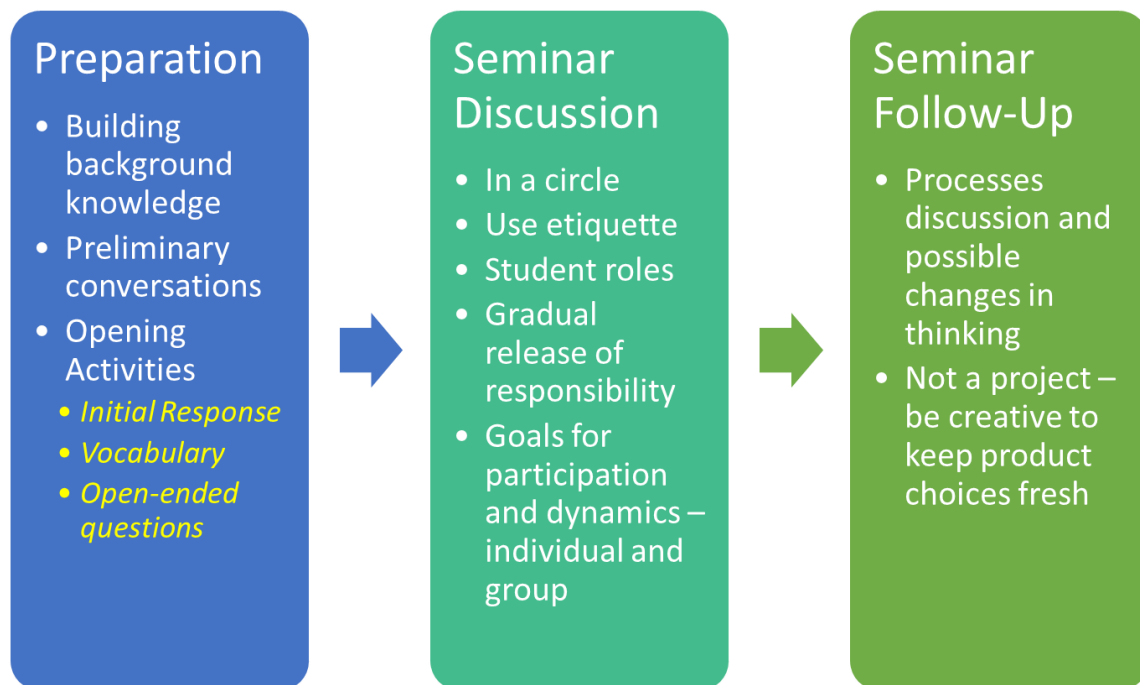 Preparation
• Building
background
knowledge
• Preliminary
conversations
• Opening
Activities
• Initial Response
• Vocabulary
• Open-ended
questions
Seminar
Discussion
• In a circle
• Use etiquette
• Student roles
• Gradual
release of
responsibility
• Goals for
participation
and dynamics –
individual and
group
Seminar
Follow-Up
• Processes
discussion and
possible
changes in
thinking
• Not a project –
be creative to
keep product
choices fresh